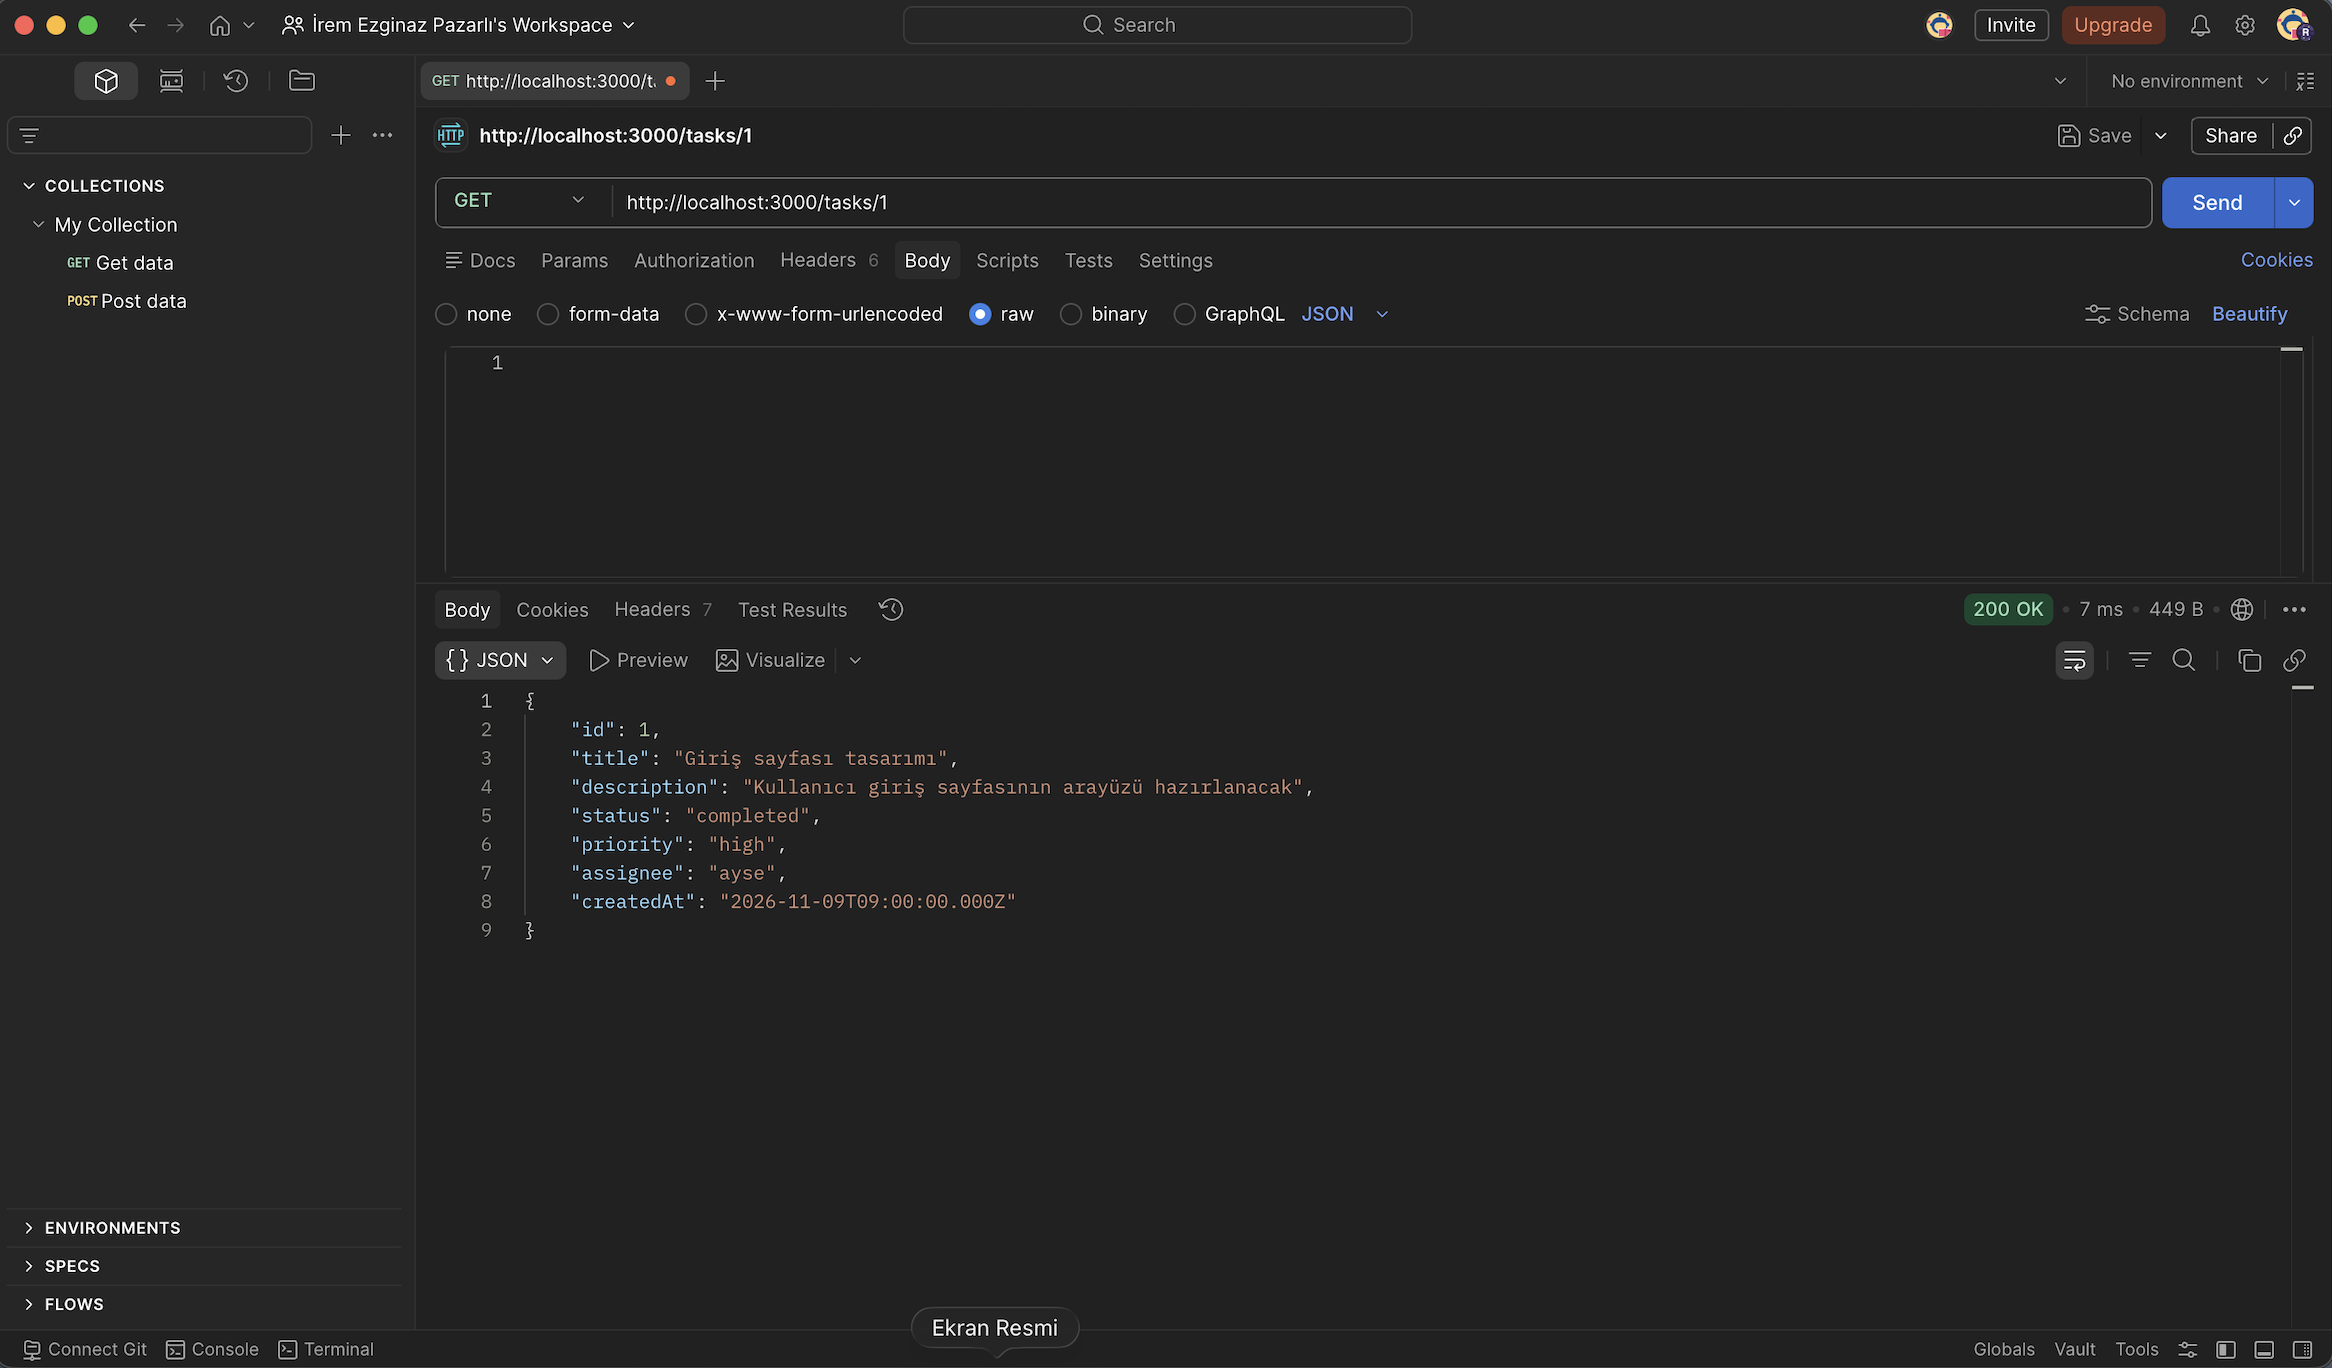 İrem Ezginaz Pazarlı's Workspace
Search
Invite
Upgrade
GET http://localhost:3000/t
No environment
HTTP http://localhost:3000/tasks/1
Save
Share
COLLECTIONS
My Collection
GET Get data
POST Post data
GET
http://localhost:3000/tasks/1
Send
Docs Params Authorization Headers 6 Body Scripts Tests Settings
Cookies
none form-data x-www-form-urlencoded raw binary GraphQL JSON
Schema Beautify
1
Body Cookies Headers 7 Test Results
200 OK • 7 ms • 449 B •
{} JSON Preview Visualize
1 {
2 "id": 1,
3 "title": "Giriş sayfası tasarımı",
4 "description": "Kullanıcı giriş sayfasının arayüzü hazırlanacak",
5 "status": "completed",
6 "priority": "high",
7 "assignee": "ayse",
8 "createdAt": "2026-11-09T09:00:00.000Z"
9 }
ENVIRONMENTS
SPECS
FLOWS
Ekran Resmi
Connect Git Console Terminal
Globals Vault Tools